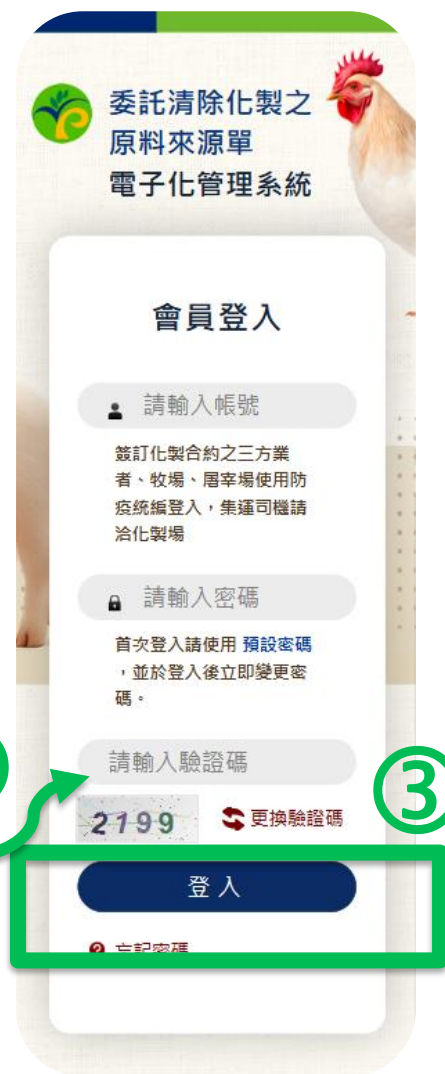 委託清除化製之
原料來源單
電子化管理系統
會員登入
請輸入帳號
簽訂化製合約之三方業
者、牧場、屠宰場使用防
疫統編登入，集運司機請
洽化製場
請輸入密碼
首次登入請使用 預設密碼
，並於登入後立即變更密
碼。
請輸入驗證碼
2199
更換驗證碼
③
登入
忘記密碼